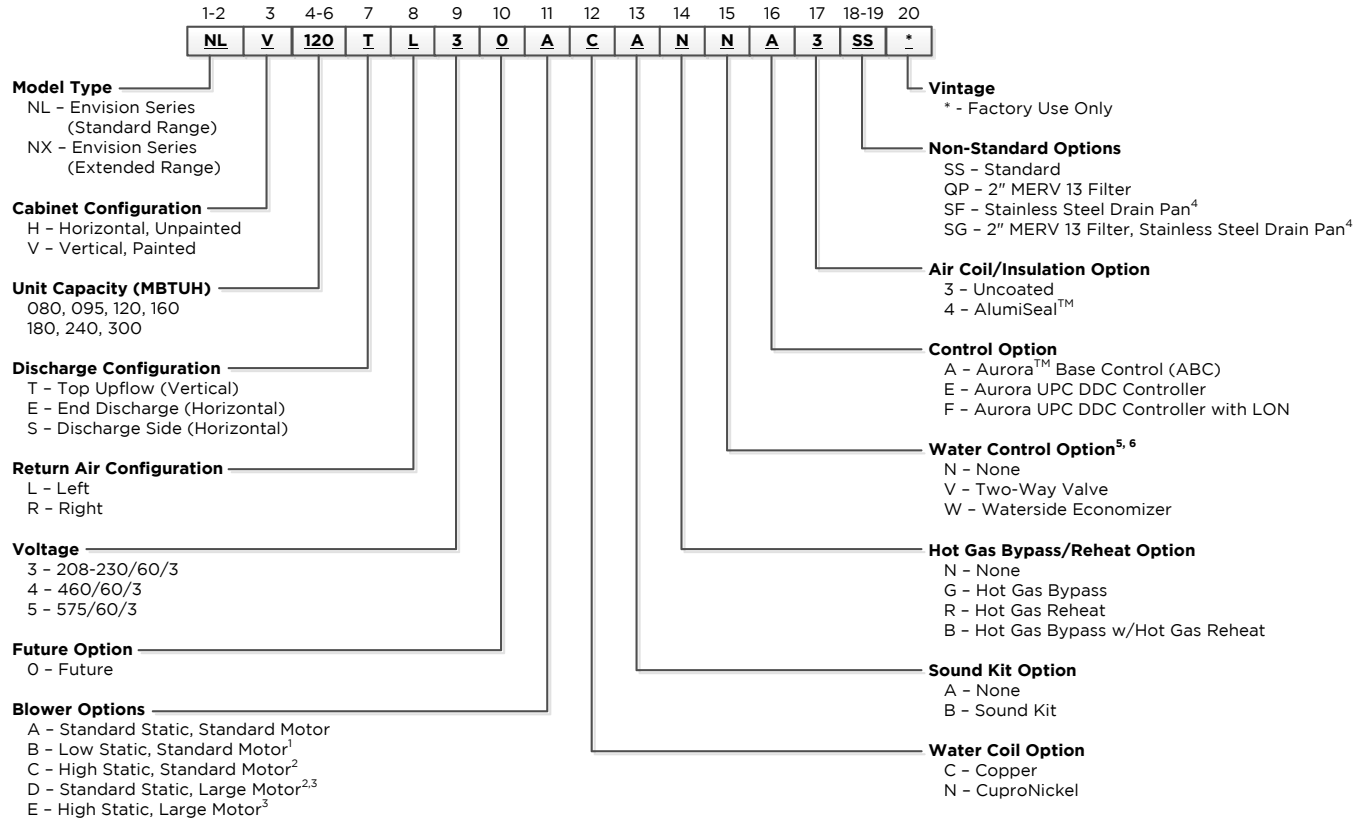 1-2 3 4-6 7 8 9 10 11 12 13 14 15 16 17 18-19 20
NL V 120 T L 3 0 A C A N N A 3 SS *
Model Type
NL – Envision Series
(Standard Range)
NX – Envision Series
(Extended Range)
Cabinet Configuration
H – Horizontal, Unpainted
V – Vertical, Painted
Unit Capacity (MBTUH)
080, 095, 120, 160
180, 240, 300
Discharge Configuration
T – Top Upflow (Vertical)
E – End Discharge (Horizontal)
S – Discharge Side (Horizontal)
Return Air Configuration
L – Left
R – Right
Voltage
3 – 208-230/60/3
4 – 460/60/3
5 – 575/60/3
Future Option
0 – Future
Blower Options
A – Standard Static, Standard Motor
B – Low Static, Standard Motor1
C – High Static, Standard Motor2
D – Standard Static, Large Motor2,3
E – High Static, Large Motor3
Vintage
* - Factory Use Only
Non-Standard Options
SS – Standard
QP – 2" MERV 13 Filter
SF – Stainless Steel Drain Pan4
SG – 2" MERV 13 Filter, Stainless Steel Drain Pan4
Air Coil/Insulation Option
3 – Uncoated
4 – AlumiSeal™
Control Option
A – Aurora™ Base Control (ABC)
E – Aurora UPC DDC Controller
F – Aurora UPC DDC Controller with LON
Water Control Option5, 6
N – None
V – Two-Way Valve
W – Waterside Economizer
Hot Gas Bypass/Reheat Option
N – None
G – Hot Gas Bypass
R – Hot Gas Reheat
B – Hot Gas Bypass w/Hot Gas Reheat
Sound Kit Option
A – None
B – Sound Kit
Water Coil Option
C – Copper
N – CuproNickel